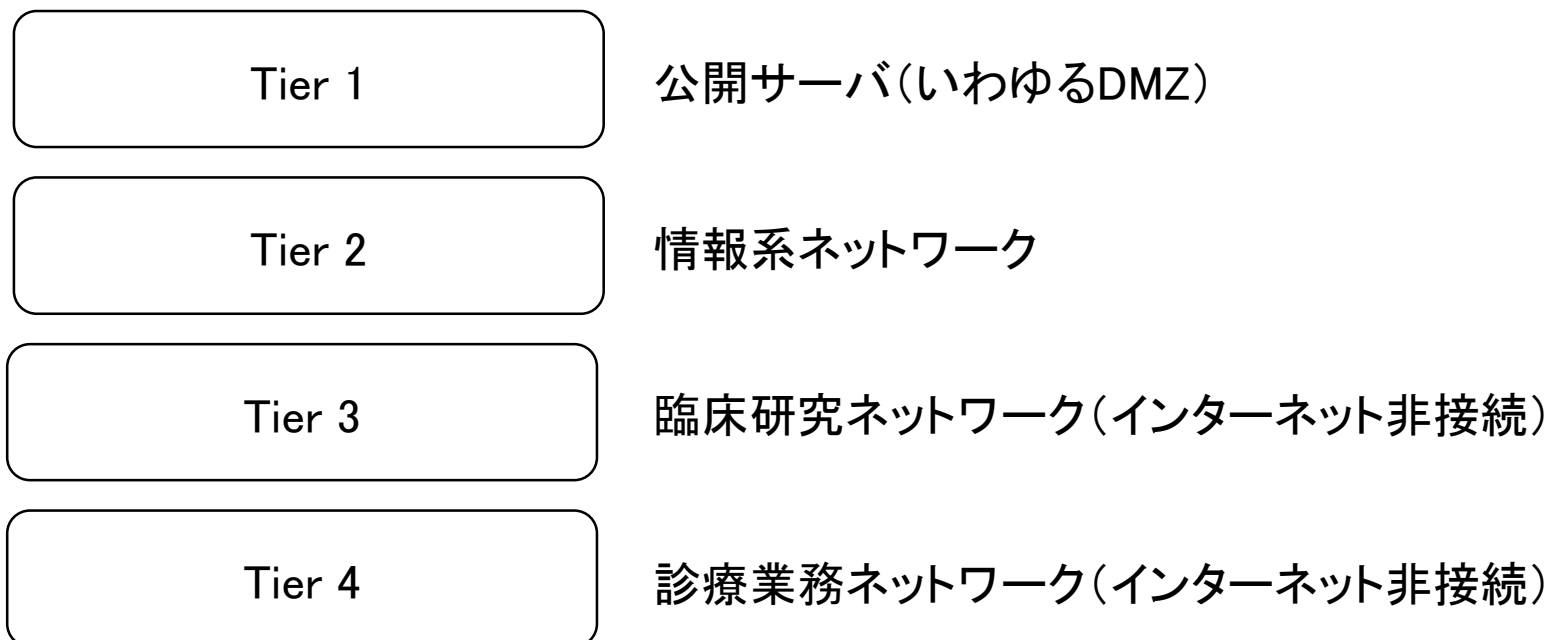 Tier 1 公開サーバ（いわゆるDMZ）
Tier 2 情報系ネットワーク
Tier 3 臨床研究ネットワーク（インターネット非接続）
Tier 4 診療業務ネットワーク（インターネット非接続）